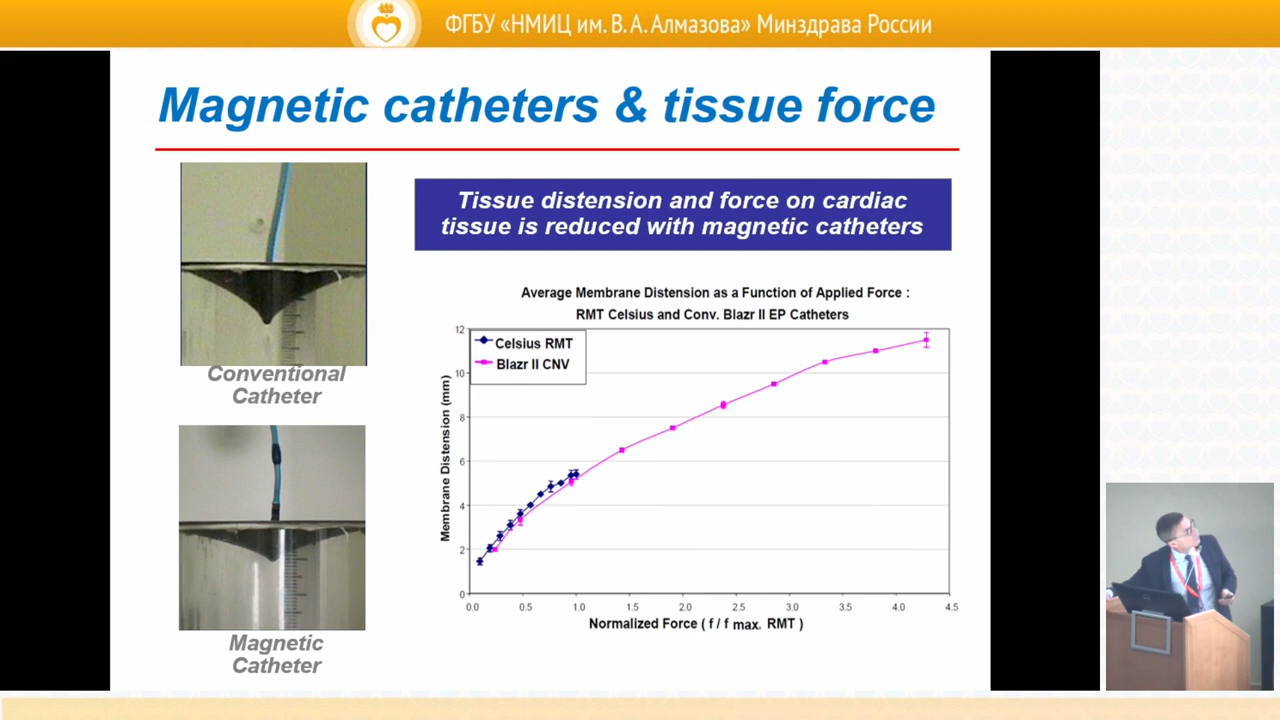 ФГБУ «НМИЦ им. В. А. Алмазова» Минздрава России
Magnetic catheters & tissue force
Conventional
Catheter
Magnetic
Catheter
Tissue distension and force on cardiac
tissue is reduced with magnetic catheters
Average Membrane Distension as a Function of Applied Force :
RMT Celsius and Conv. Blazr II EP Catheters
Celsius RMT
Blazr II CNV
Membrane Distension (mm)
12
10
8
6
4
2
0
0.0 0.5 1.0 1.5 2.0 2.5 3.0 3.5 4.0 4.5
Normalized Force ( f / f max. RMT )